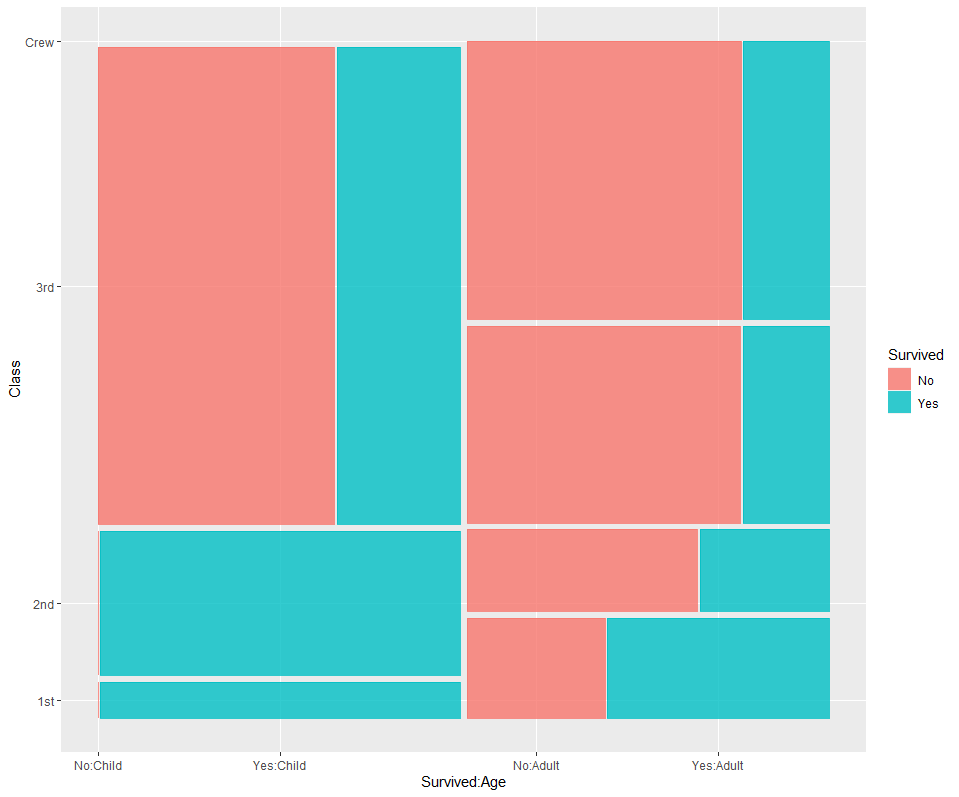 Crew
3rd
2nd
1st
Class
No:Child
Yes:Child
No:Adult
Yes:Adult
Survived:Age
Survived
No
Yes